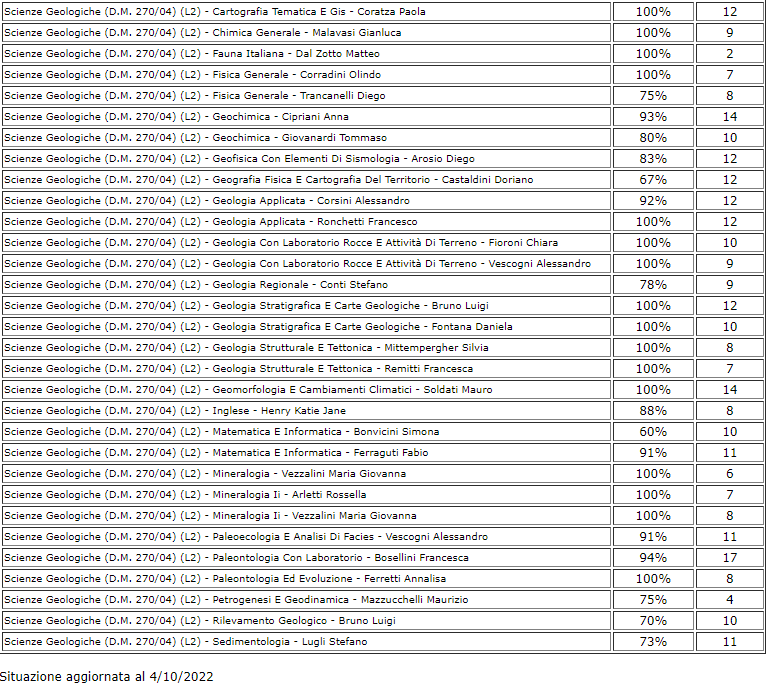 Scienze Geologiche (D.M. 270/04) (L2) - Cartografia Tematica E Gis - Coratza Paola 100% 12
Scienze Geologiche (D.M. 270/04) (L2) - Chimica Generale - Malavasi Gianluca 100% 9
Scienze Geologiche (D.M. 270/04) (L2) - Fauna Italiana - Dal Zotto Matteo 100% 2
Scienze Geologiche (D.M. 270/04) (L2) - Fisica Generale - Corradini Olindo 100% 7
Scienze Geologiche (D.M. 270/04) (L2) - Fisica Generale - Trancanelli Diego 75% 8
Scienze Geologiche (D.M. 270/04) (L2) - Geochimica - Cipriani Anna 93% 14
Scienze Geologiche (D.M. 270/04) (L2) - Geochimica - Giovanardi Tommaso 80% 10
Scienze Geologiche (D.M. 270/04) (L2) - Geofisica Con Elementi Di Sismologia - Arosio Diego 83% 12
Scienze Geologiche (D.M. 270/04) (L2) - Geografia Fisica E Cartografia Del Territorio - Castaldini Doriano 67% 12
Scienze Geologiche (D.M. 270/04) (L2) - Geologia Applicata - Corsini Alessandro 92% 12
Scienze Geologiche (D.M. 270/04) (L2) - Geologia Applicata - Ronchetti Francesco 100% 12
Scienze Geologiche (D.M. 270/04) (L2) - Geologia Con Laboratorio Rocce E Attività Di Terreno - Fioroni Chiara 100% 10
Scienze Geologiche (D.M. 270/04) (L2) - Geologia Con Laboratorio Rocce E Attività Di Terreno - Vescogni Alessandro 100% 9
Scienze Geologiche (D.M. 270/04) (L2) - Geologia Regionale - Conti Stefano 78% 9
Scienze Geologiche (D.M. 270/04) (L2) - Geologia Stratigrafica E Carte Geologiche - Bruno Luigi 100% 12
Scienze Geologiche (D.M. 270/04) (L2) - Geologia Stratigrafica E Carte Geologiche - Fontana Daniela 100% 10
Scienze Geologiche (D.M. 270/04) (L2) - Geologia Strutturale E Tettonica - Mittempergher Silvia 100% 8
Scienze Geologiche (D.M. 270/04) (L2) - Geologia Strutturale E Tettonica - Remitti Francesca 100% 7
Scienze Geologiche (D.M. 270/04) (L2) - Geomorfologia E Cambiamenti Climatici - Soldati Mauro 100% 14
Scienze Geologiche (D.M. 270/04) (L2) - Inglese - Henry Katie Jane 88% 8
Scienze Geologiche (D.M. 270/04) (L2) - Matematica E Informatica - Bonvicini Simona 60% 10
Scienze Geologiche (D.M. 270/04) (L2) - Matematica E Informatica - Ferraguti Fabio 91% 11
Scienze Geologiche (D.M. 270/04) (L2) - Mineralogia - Vezzalini Maria Giovanna 100% 6
Scienze Geologiche (D.M. 270/04) (L2) - Mineralogia Ii - Arletti Rossella 100% 7
Scienze Geologiche (D.M. 270/04) (L2) - Mineralogia Ii - Vezzalini Maria Giovanna 100% 8
Scienze Geologiche (D.M. 270/04) (L2) - Paleoecologia E Analisi Di Facies - Vescogni Alessandro 91% 11
Scienze Geologiche (D.M. 270/04) (L2) - Paleontologia Con Laboratorio - Bosellini Francesca 94% 17
Scienze Geologiche (D.M. 270/04) (L2) - Paleontologia Ed Evoluzione - Ferretti Annalisa 100% 8
Scienze Geologiche (D.M. 270/04) (L2) - Petrogenesi E Geodinamica - Mazzucchelli Maurizio 75% 4
Scienze Geologiche (D.M. 270/04) (L2) - Rilevamento Geologico - Bruno Luigi 70% 10
Scienze Geologiche (D.M. 270/04) (L2) - Sedimentologia - Lugli Stefano 73% 11
Situazione aggiornata al 4/10/2022